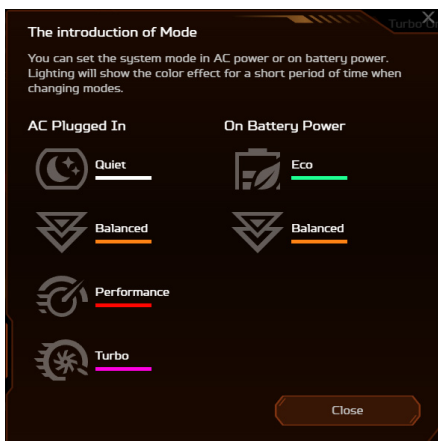 Turbo
The introduction of Mode
You can set the system mode in AC power or on battery power.
Lighting will show the color effect for a short period of time when
changing modes.
AC Plugged In
On Battery Power
Quiet
Eco
Balanced
Balanced
Performance
Turbo
Close